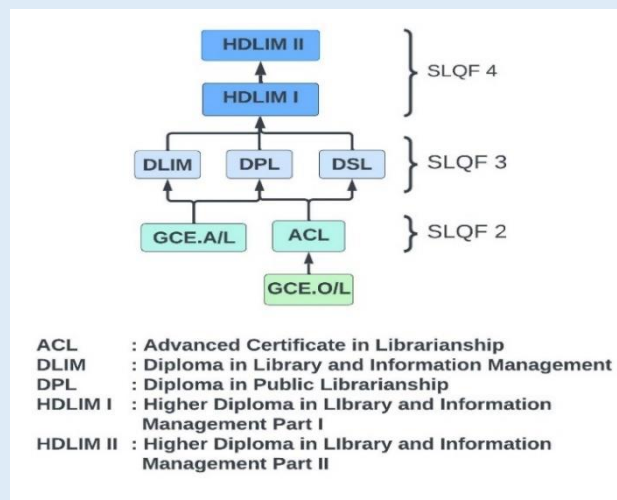 HDLIM II
SLQF 4
HDLIM I
DLIM DPL DSL SLQF 3
GCE.A/L ACL SLQF 2
GCE.O/L
ACL : Advanced Certificate in Librarianship
DLIM : Diploma in Library and Information Management
DPL : Diploma in Public Librarianship
HDLIM I : Higher Diploma in LIbrary and Information
Management Part I
HDLIM II : Higher Diploma in LIbrary and Information
Management Part II